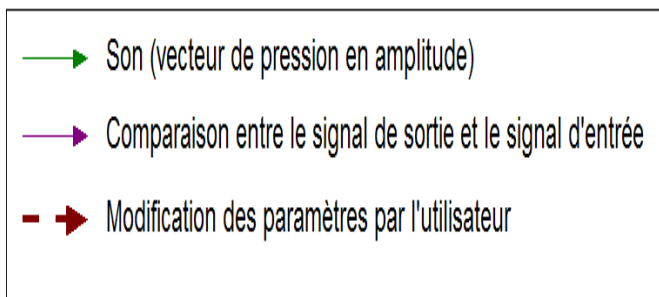 Son (vecteur de pression en amplitude)
Comparaison entre le signal de sortie et le signal d'entrée
Modification des paramètres par l'utilisateur